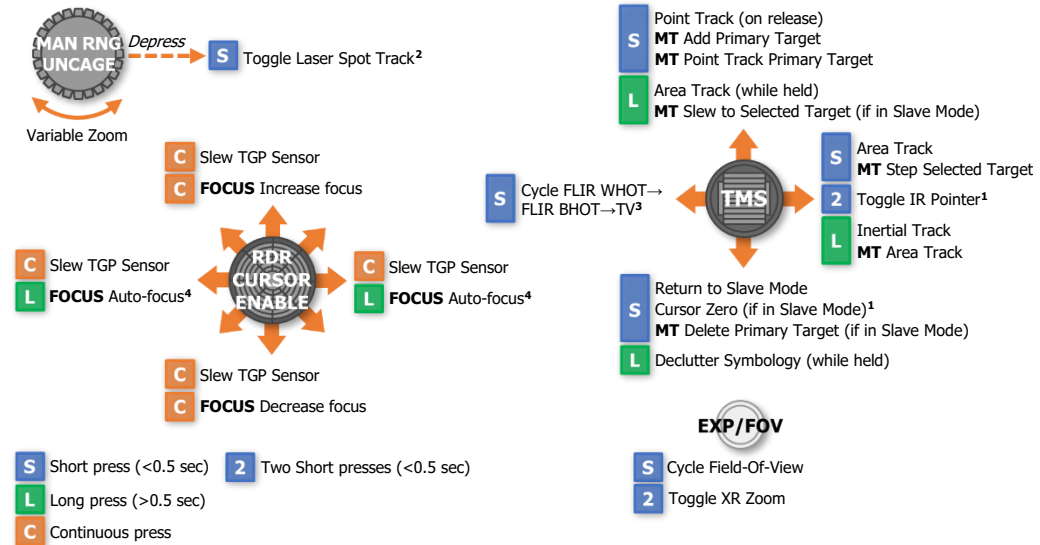 MAN RNG
UNCAGE
Depress
S Toggle Laser Spot Track²
Variable Zoom
C Slew TGP Sensor
C FOCUS Increase focus
C Slew TGP Sensor
L FOCUS Auto-focus⁴
RDR
CURSOR
ENABLE
C Slew TGP Sensor
L FOCUS Auto-focus⁴
C Slew TGP Sensor
C FOCUS Decrease focus
S Point Track (on release)
MT Add Primary Target
MT Point Track Primary Target
L Area Track (while held)
MT Slew to Selected Target (if in Slave Mode)
S Cycle FLIR WHOT→
FLIR BHOT→TV³
TMS
S Area Track
MT Step Selected Target
2 Toggle IR Pointer¹
L Inertial Track
MT Area Track
S Return to Slave Mode
Cursor Zero (if in Slave Mode)¹
MT Delete Primary Target (if in Slave Mode)
L Declutter Symbology (while held)
EXP/FOV
S Cycle Field-Of-View
2 Toggle XR Zoom
S Short press (<0.5 sec)
2 Two Short presses (<0.5 sec)
L Long press (>0.5 sec)
C Continuous press